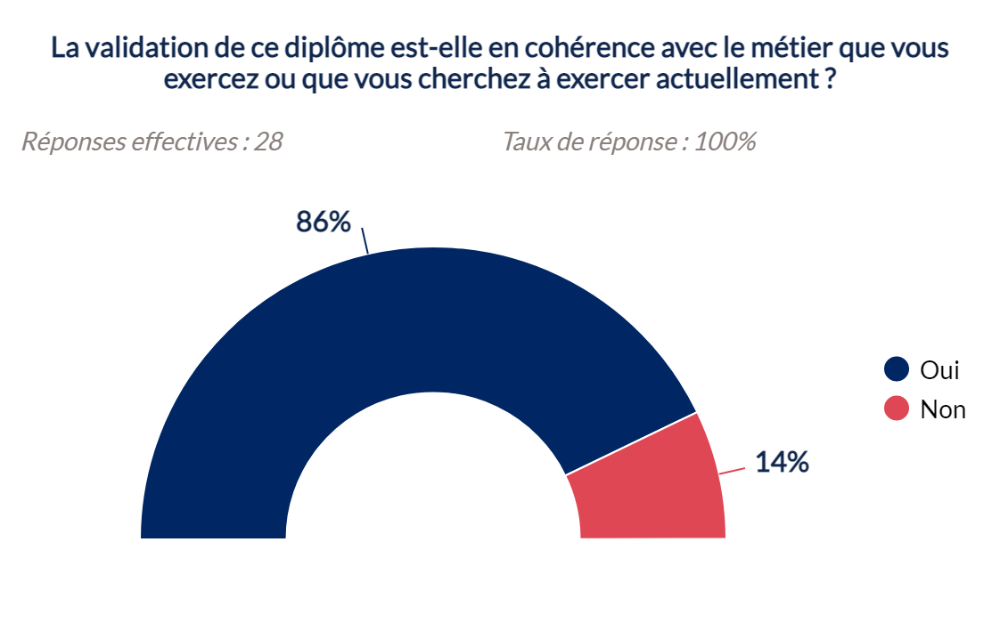 La validation de ce diplôme est-elle en cohérence avec le métier que vous
exercez ou que vous cherchez à exercer actuellement ?
Réponses effectives : 28
Taux de réponse : 100%
86%
Oui
Non
14%